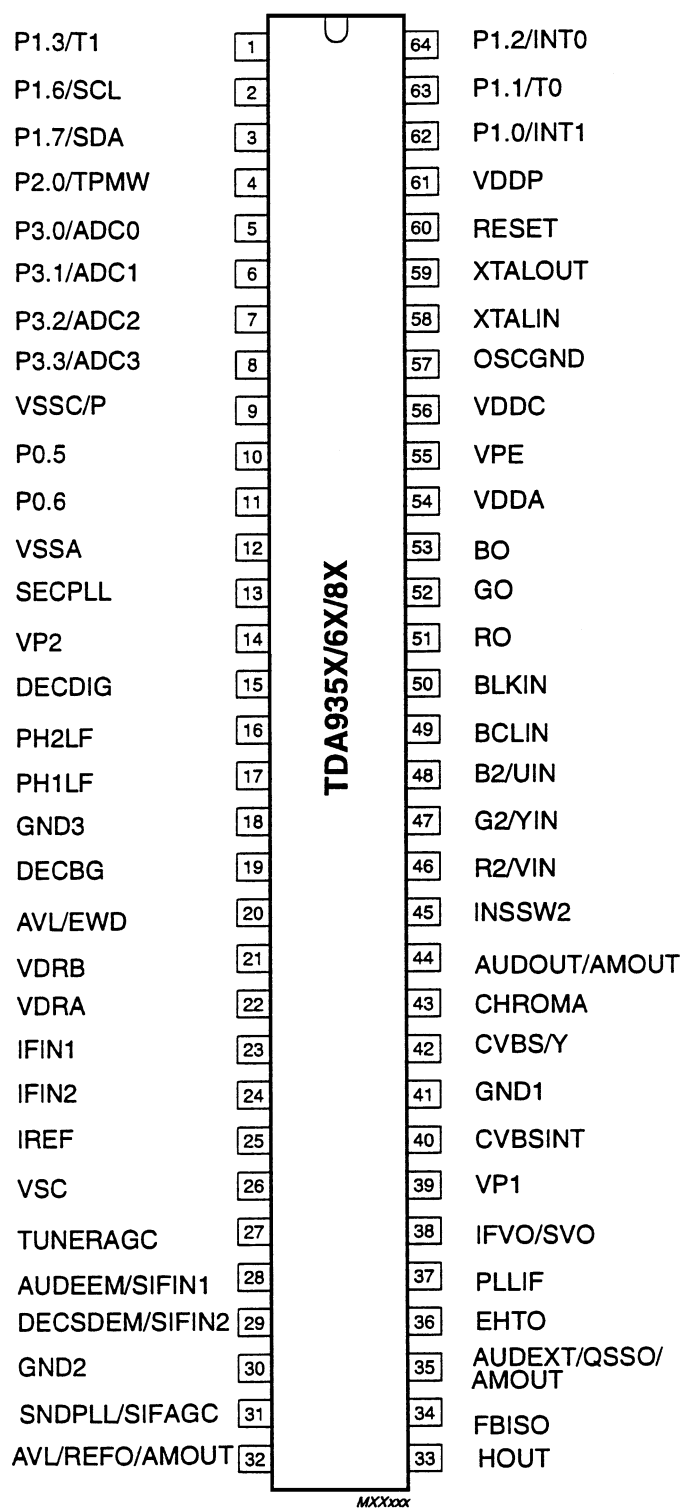 P1.3/T1 1 64 P1.2/INT0
P1.6/SCL 2 63 P1.1/T0
P1.7/SDA 3 62 P1.0/INT1
P2.0/TPMW 4 61 VDDP
P3.0/ADC0 5 60 RESET
P3.1/ADC1 6 59 XTALOUT
P3.2/ADC2 7 58 XTALIN
P3.3/ADC3 8 57 OSCGND
VSSC/P 9 56 VDDC
P0.5 10 55 VPE
P0.6 11 54 VDDA
VSSA 12 53 BO
SECPLL 13 52 GO
VP2 14 51 RO
DECDIG 15 50 BLKIN
PH2LF 16 49 BCLIN
PH1LF 17 48 B2/UIN
GND3 18 47 G2/YIN
DECBG 19 46 R2/VIN
AVL/EWD 20 45 INSSW2
VDRB 21 44 AUDOUT/AMOUT
VDRA 22 43 CHROMA
IFIN1 23 42 CVBS/Y
IFIN2 24 41 GND1
IREF 25 40 CVBSINT
VSC 26 39 VP1
TUNERAGC 27 38 IFVO/SVO
AUDEEM/SIFIN1 28 37 PLLIF
DECSDEM/SIFIN2 29 36 EHTO
GND2 30 35 AUDEXT/QSSO/
AMOUT
SNDPLL/SIFAGC 31 34 FBISO
AVL/REFO/AMOUT 32 33 HOUT
TDA935X/6X/8X
MXXxxx